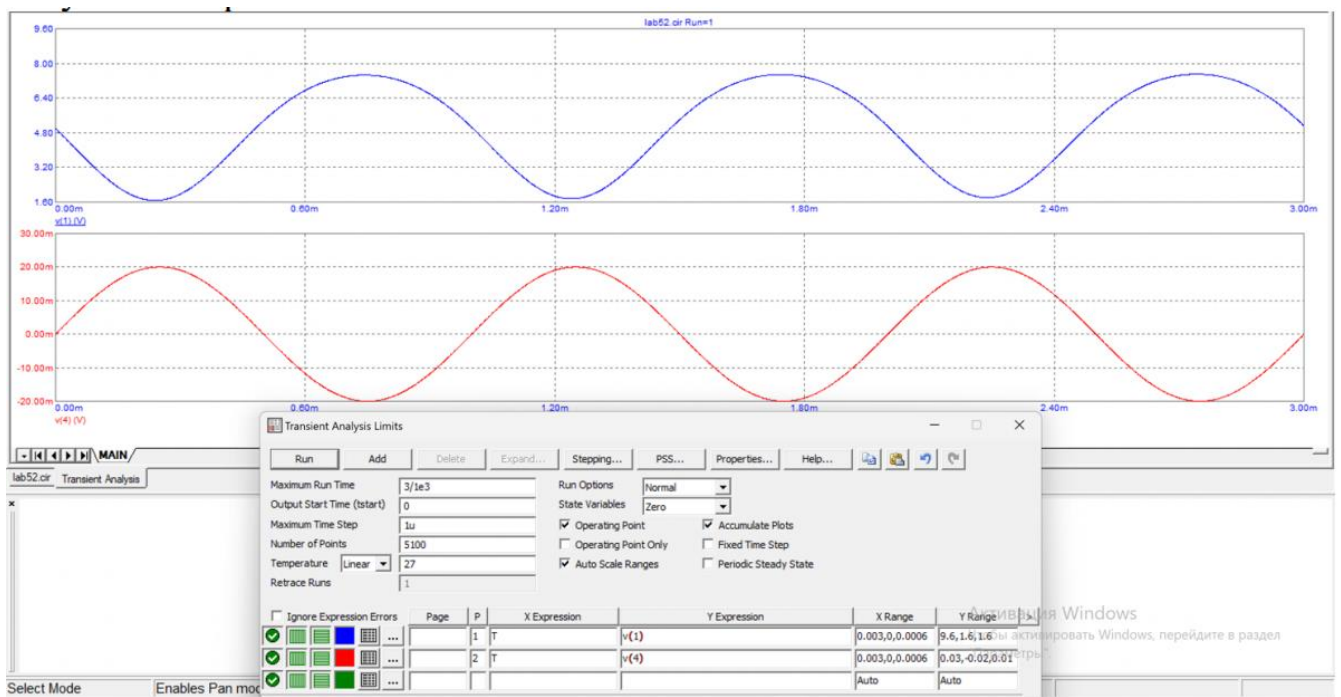 lab52.cir Run=1
9.60
8.00
6.40
4.80
3.20
1.60
0.00m 0.60m 1.20m 1.80m 2.40m 3.00m
v(1) (V)
30.00m
20.00m
10.00m
0.00m
-10.00m
-20.00m
0.00m 0.60m 1.20m 1.80m 2.40m 3.00m
v(4) (V)
MAIN
lab52.cir Transient Analysis
Transient Analysis Limits
Run Add Delete Expand... Stepping... PSS... Properties... Help...
Maximum Run Time 3/1e3 Run Options Normal
Output Start Time (tstart) 0 State Variables Zero
Maximum Time Step 1u Operating Point Accumulate Plots
Number of Points 5100 Operating Point Only Fixed Time Step
Temperature Linear 27 Auto Scale Ranges Periodic Steady State
Retrace Runs 1
Ignore Expression Errors Page P X Expression Y Expression X Range Y Range >
... 1 T v(1) 0.003,0,0.0006 9.6,1.6,1.6
... 2 T v(4) 0.003,0,0.0006 0.03,-0.02,0.01
... Auto Auto
Активация Windows
активировать Windows, перейдите в раздел
Select Mode Enables Pan